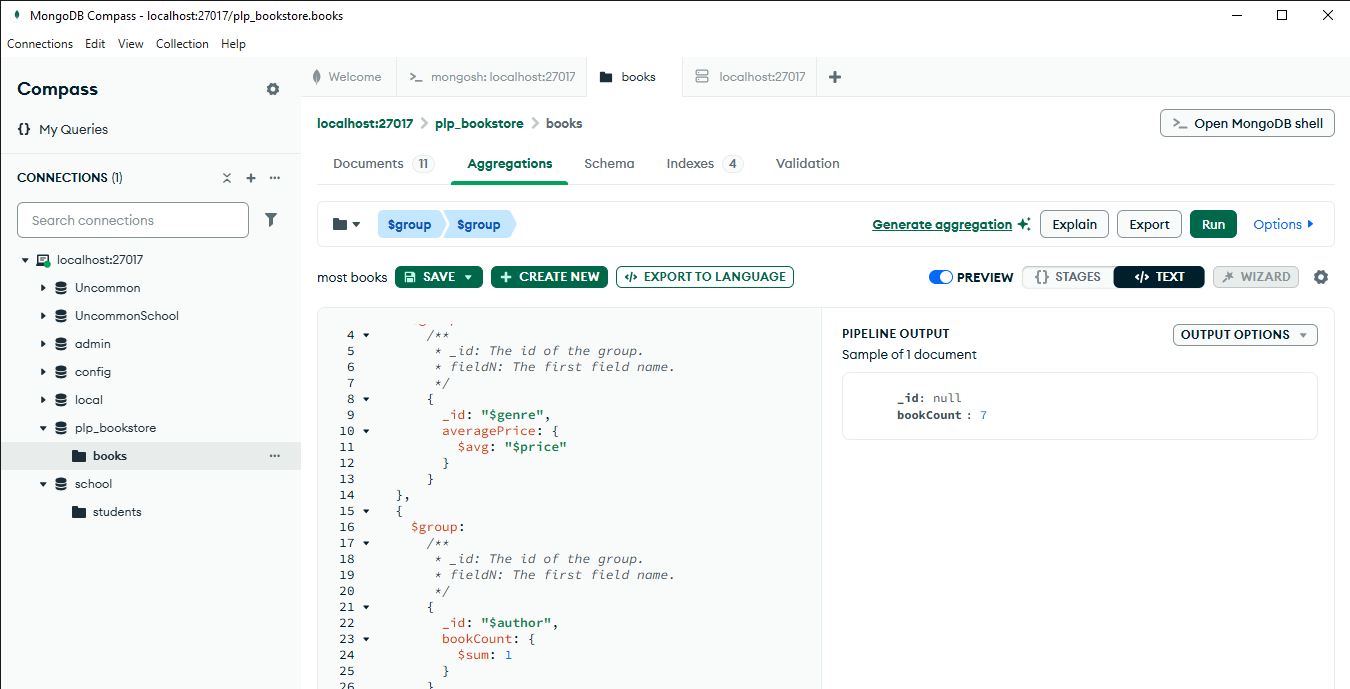 MongoDB Compass - localhost:27017/plp_bookstore.books
Connections Edit View Collection Help
Compass
{} My Queries
CONNECTIONS (1)
Search connections
localhost:27017
Uncommon
UncommonSchool
admin
config
local
plp_bookstore
books
school
students
Welcome
>_ mongosh: localhost:27017
books
localhost:27017
localhost:27017 > plp_bookstore > books
>_ Open MongoDB shell
Documents 11 Aggregations Schema Indexes 4 Validation
$group $group
Generate aggregation Explain Export Run Options
most books SAVE + CREATE NEW </> EXPORT TO LANGUAGE
PREVIEW {} STAGES </> TEXT WIZARD
4 /**
5 * _id: The id of the group.
6 * fieldN: The first field name.
7 */
8 {
9 _id: "$genre",
10 averagePrice: {
11 $avg: "$price"
12 }
13 }
14 },
15 {
16 $group:
17 /**
18 * _id: The id of the group.
19 * fieldN: The first field name.
20 */
21 {
22 _id: "$author",
23 bookCount: {
24 $sum: 1
25 }
26 }
PIPELINE OUTPUT
Sample of 1 document
OUTPUT OPTIONS
_id: null
bookCount : 7